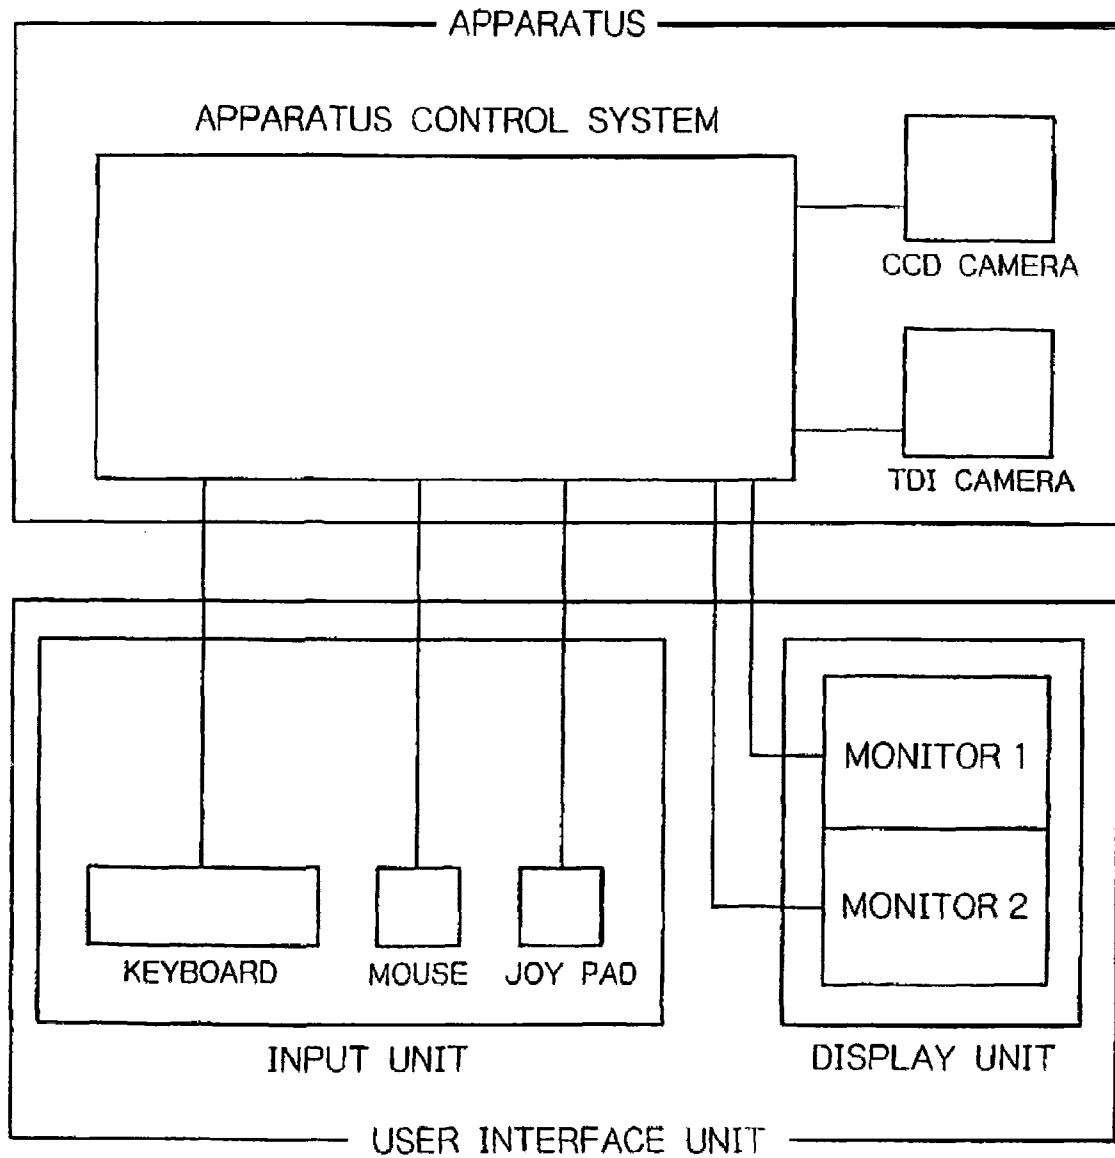 APPARATUS
APPARATUS CONTROL SYSTEM
CCD CAMERA
TDI CAMERA
MONITOR 1
MONITOR 2
KEYBOARD
MOUSE
JOY PAD
INPUT UNIT
DISPLAY UNIT
USER INTERFACE UNIT